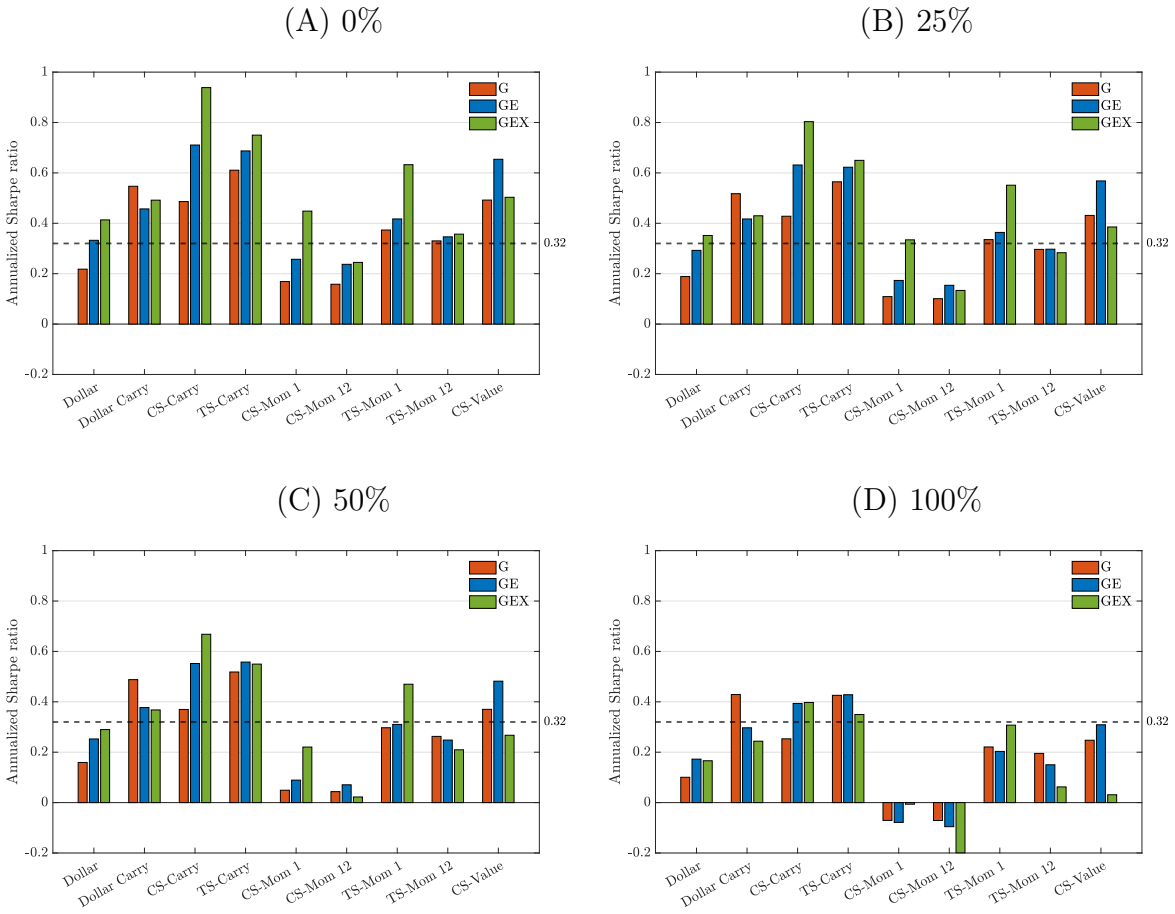 (A) 0%
Annualized Sharpe ratio
1
0.8
0.6
0.4
0.2
0
-0.2
G
GE
GEX
0.32
Dollar
Dollar Carry
CS-Carry
TS-Carry
CS-Mom 1
CS-Mom 12
TS-Mom 1
TS-Mom 12
CS-Value
(B) 25%
Annualized Sharpe ratio
1
0.8
0.6
0.4
0.2
0
-0.2
G
GE
GEX
0.32
Dollar
Dollar Carry
CS-Carry
TS-Carry
CS-Mom 1
CS-Mom 12
TS-Mom 1
TS-Mom 12
CS-Value
(C) 50%
Annualized Sharpe ratio
1
0.8
0.6
0.4
0.2
0
-0.2
G
GE
GEX
0.32
Dollar
Dollar Carry
CS-Carry
TS-Carry
CS-Mom 1
CS-Mom 12
TS-Mom 1
TS-Mom 12
CS-Value
(D) 100%
Annualized Sharpe ratio
1
0.8
0.6
0.4
0.2
0
-0.2
G
GE
GEX
0.32
Dollar
Dollar Carry
CS-Carry
TS-Carry
CS-Mom 1
CS-Mom 12
TS-Mom 1
TS-Mom 12
CS-Value